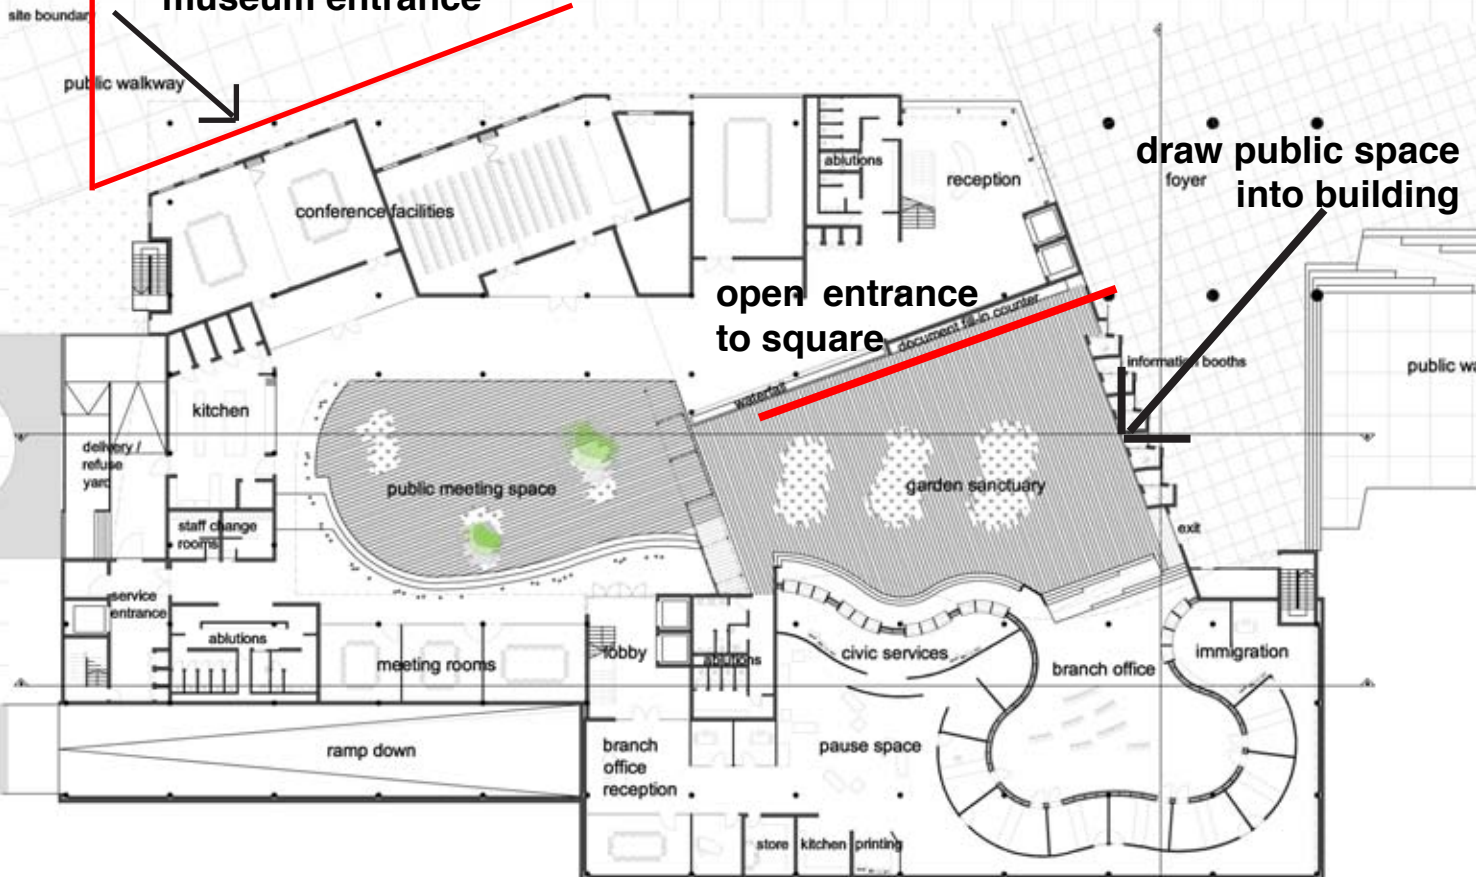 museum entrance
site boundary
public walkway
draw public space
into building
foyer
ablutions
reception
conference facilities
open entrance
to square
document fill-in counter
information booths
public wa
waterfall
kitchen
delivery /
refuse
yard
public meeting space
garden sanctuary
staff change
rooms
exit
service
entrance
ablutions
meeting rooms
lobby
ablutions
civic services
branch office
immigration
ramp down
branch
office
reception
pause space
store
kitchen
printing